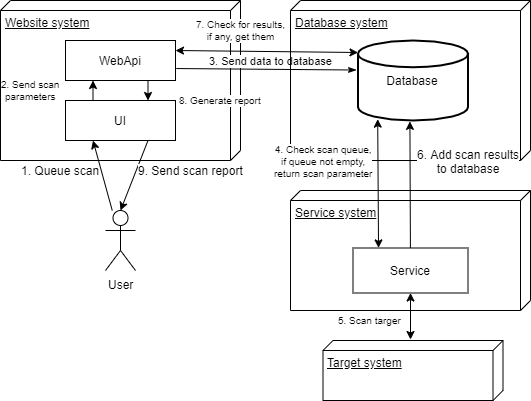 Website system
7. Check for results,
if any, get them
Database system
WebApi
3. Send data to database
Database
2. Send scan
parameters
8. Generate report
UI
4. Check scan queue,
if queue not empty,
return scan parameter
6. Add scan results
to database
1. Queue scan
9. Send scan report
Service system
User
Service
5. Scan targer
Target system